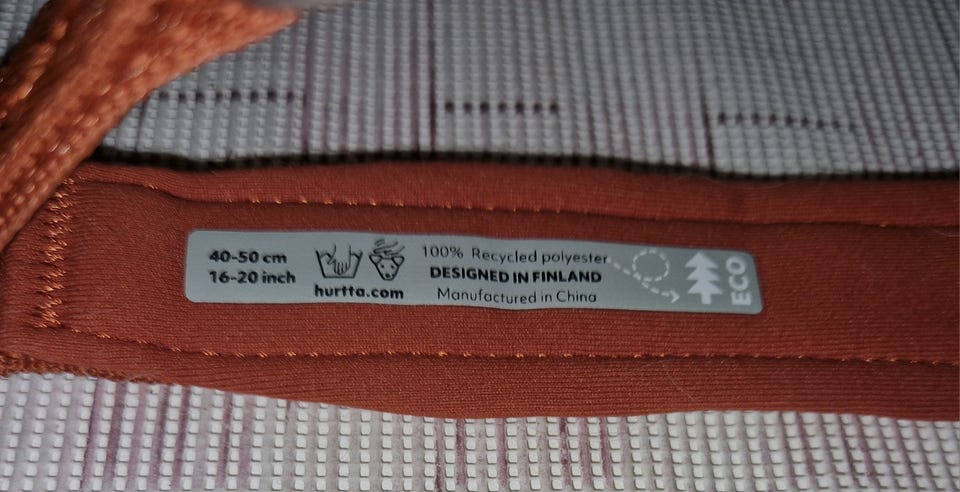 40-50 cm
16-20 inch
hurtta.com
100% Recycled polyester
DESIGNED IN FINLAND
Manufactured in China
ECO